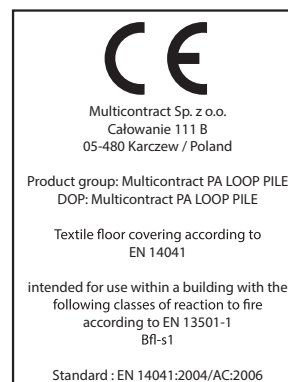 CE
Multicontract Sp. z o.o.
Całowanie 111 B
05-480 Karczew / Poland
Product group: Multicontract PA LOOP PILE
DOP: Multicontract PA LOOP PILE
Textile floor covering according to
EN 14041
intended for use within a building with the
following classes of reaction to fire
according to EN 13501-1
Bfl-s1
Standard : EN 14041:2004/AC:2006